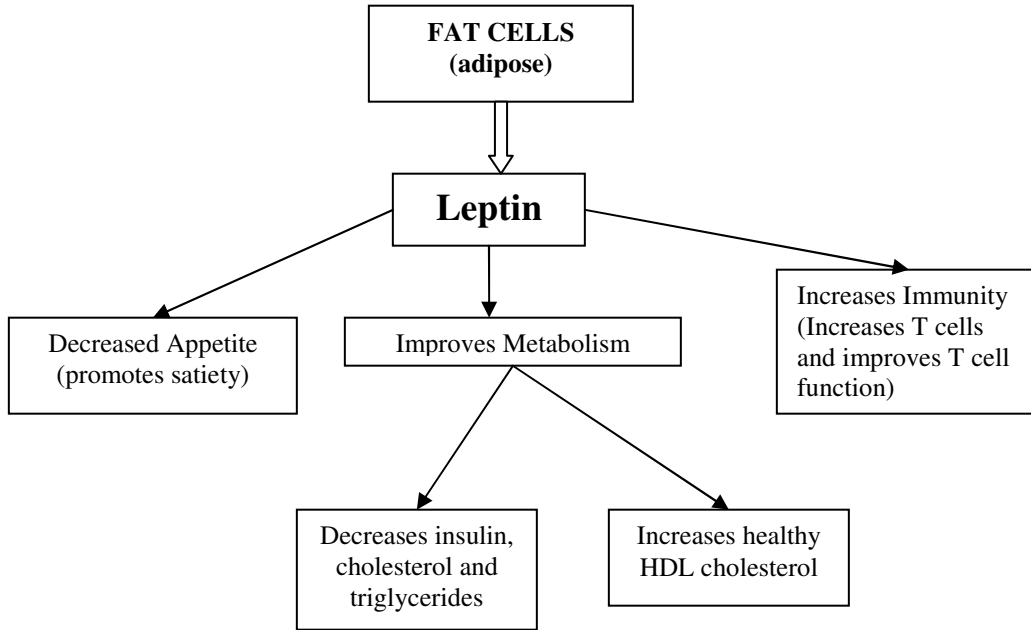 FAT CELLS
(adipose)
Leptin
Decreased Appetite
(promotes satiety)
Improves Metabolism
Increases Immunity
(Increases T cells
and improves T cell
function)
Decreases insulin,
cholesterol and
triglycerides
Increases healthy
HDL cholesterol